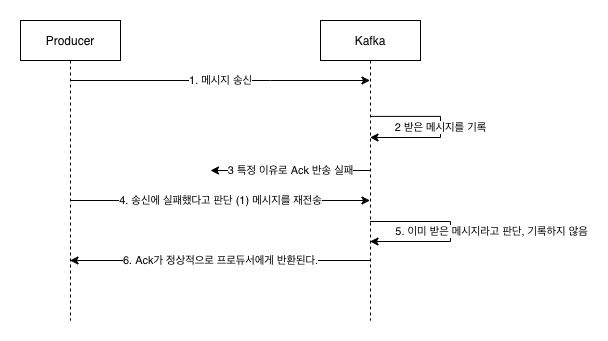 Producer
Kafka
1. 메시지 송신
2 받은 메시지를 기록
3 특정 이유로 Ack 반송 실패
4. 송신에 실패했다고 판단 (1) 메시지를 재전송
5. 이미 받은 메시지라고 판단, 기록하지 않음
6. Ack가 정상적으로 프로듀서에게 반환된다.